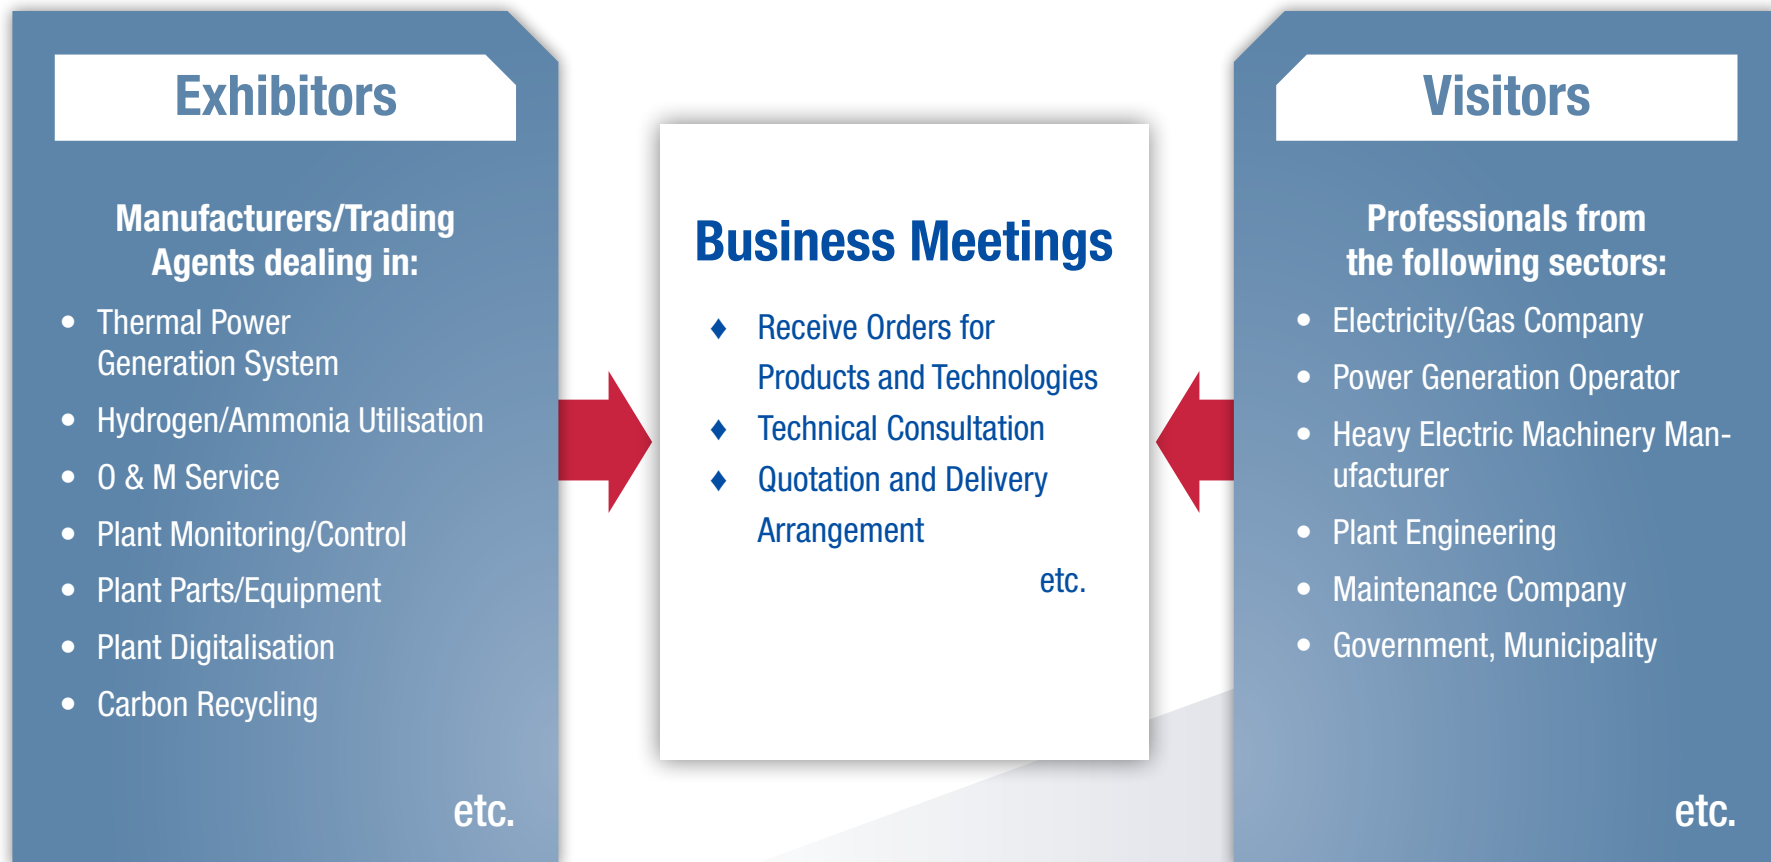 Exhibitors
Manufacturers/Trading
Agents dealing in:
• Thermal Power
Generation System
• Hydrogen/Ammonia Utilisation
• O & M Service
• Plant Monitoring/Control
• Plant Parts/Equipment
• Plant Digitalisation
• Carbon Recycling
etc.
Business Meetings
♦ Receive Orders for
Products and Technologies
♦ Technical Consultation
♦ Quotation and Delivery
Arrangement
etc.
Visitors
Professionals from
the following sectors:
• Electricity/Gas Company
• Power Generation Operator
• Heavy Electric Machinery Man-
ufacturer
• Plant Engineering
• Maintenance Company
• Government, Municipality
etc.